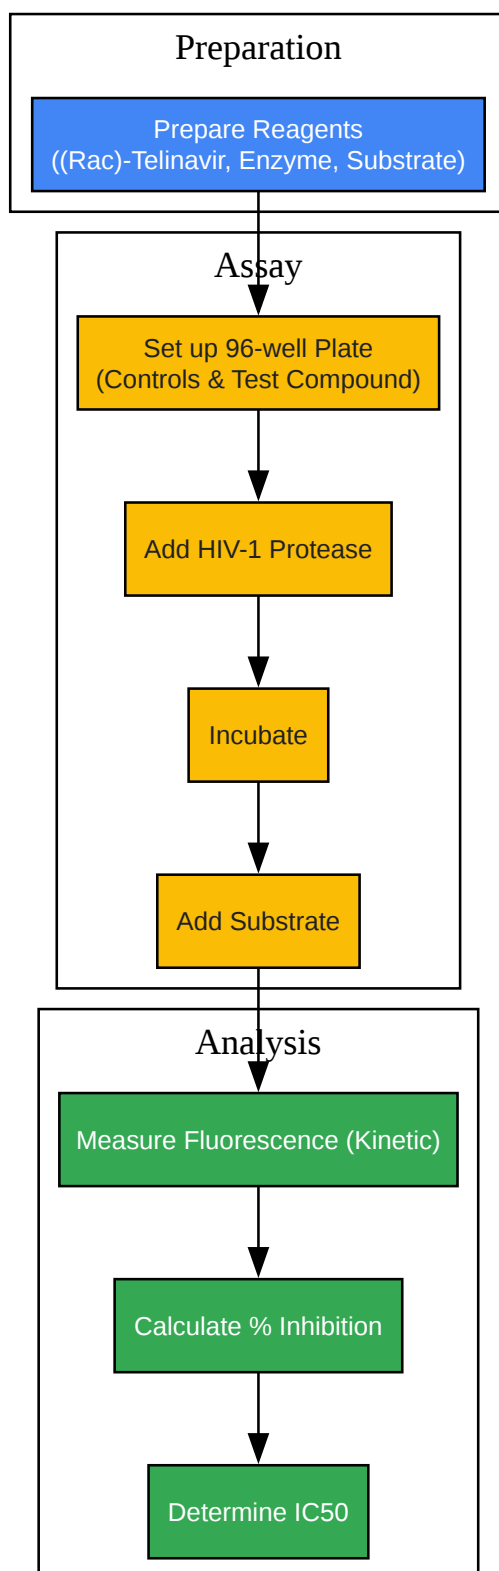 Preparation
Prepare Reagents
((Rac)-Telinavir, Enzyme, Substrate)
Assay
Set up 96-well Plate
(Controls & Test Compound)
Add HIV-1 Protease
Incubate
Add Substrate
Analysis
Measure Fluorescence (Kinetic)
Calculate % Inhibition
Determine IC50